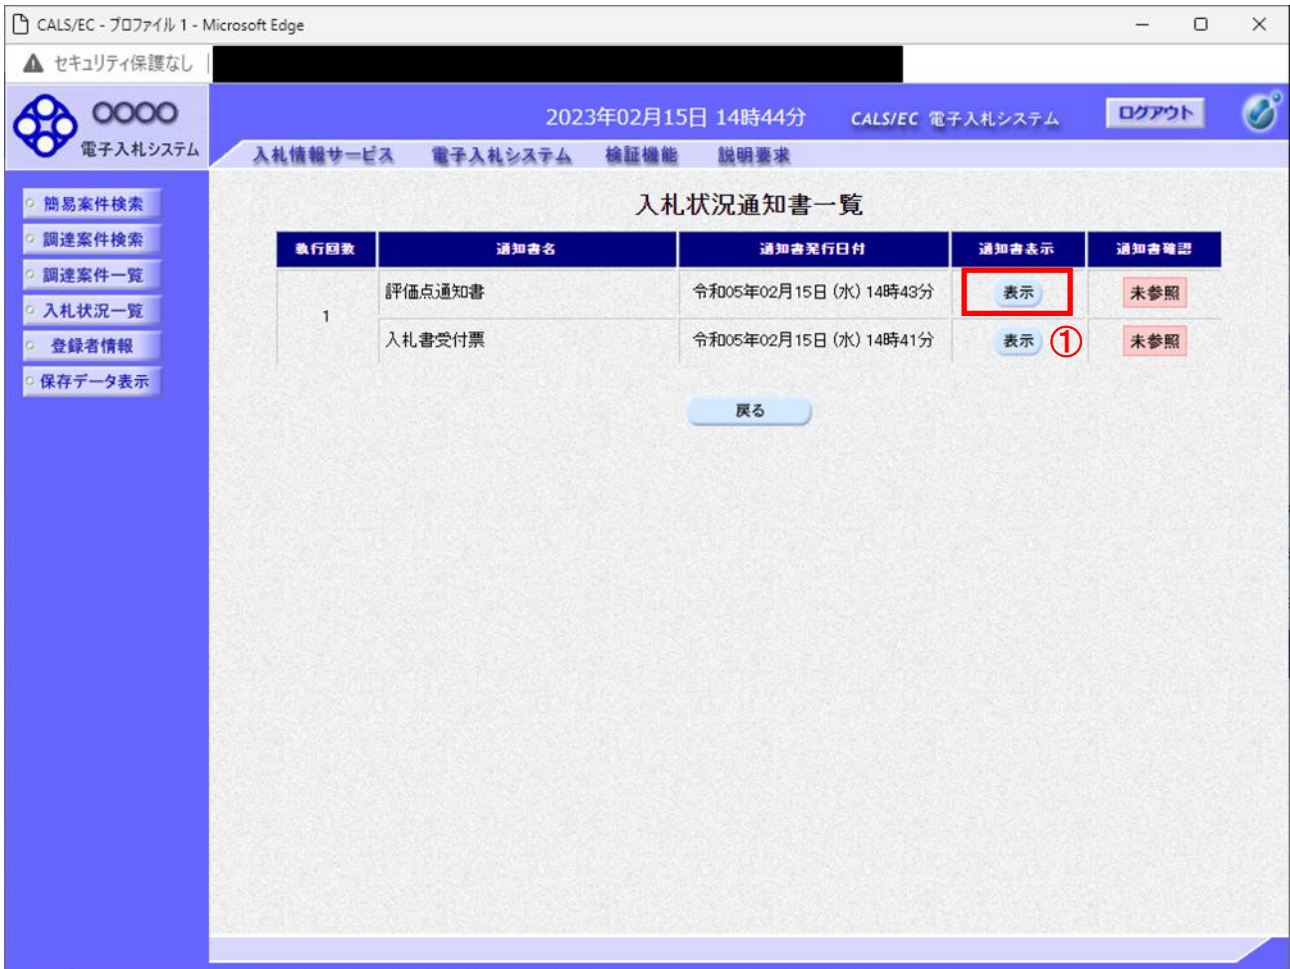 CALS/EC - プロファイル 1 - Microsoft Edge
セキュリティ保護なし
〇〇〇〇
電子入札システム
2023年02月15日 14時44分
CALS/EC 電子入札システム
ログアウト
入札情報サービス 電子入札システム 検証機能 説明要求
簡易案件検索
調達案件検索
調達案件一覧
入札状況一覧
登録者情報
保存データ表示
入札状況通知書一覧
執行回数 通知書名 通知書発行日付 通知書表示 通知書確認
1
評価点通知書 令和05年02月15日 (水) 14時43分 表示 未参照
入札書受付票 令和05年02月15日 (水) 14時41分 表示 ① 未参照
戻る